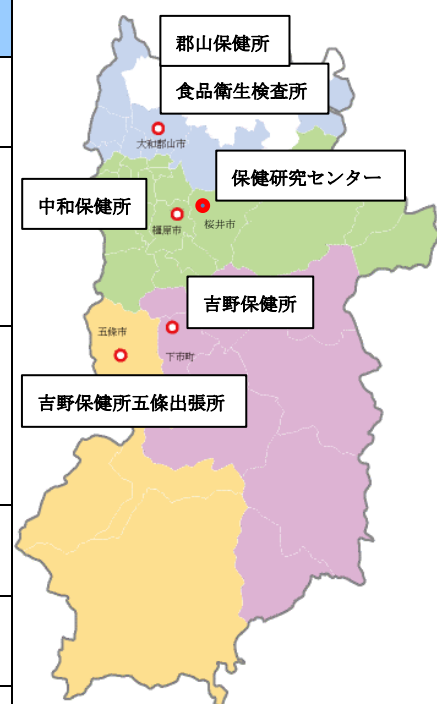 郡山保健所
食品衛生検査所
大和郡山市
保健研究センター
中和保健所
橿原市
桜井市
吉野保健所
五條市
下市町
吉野保健所五條出張所